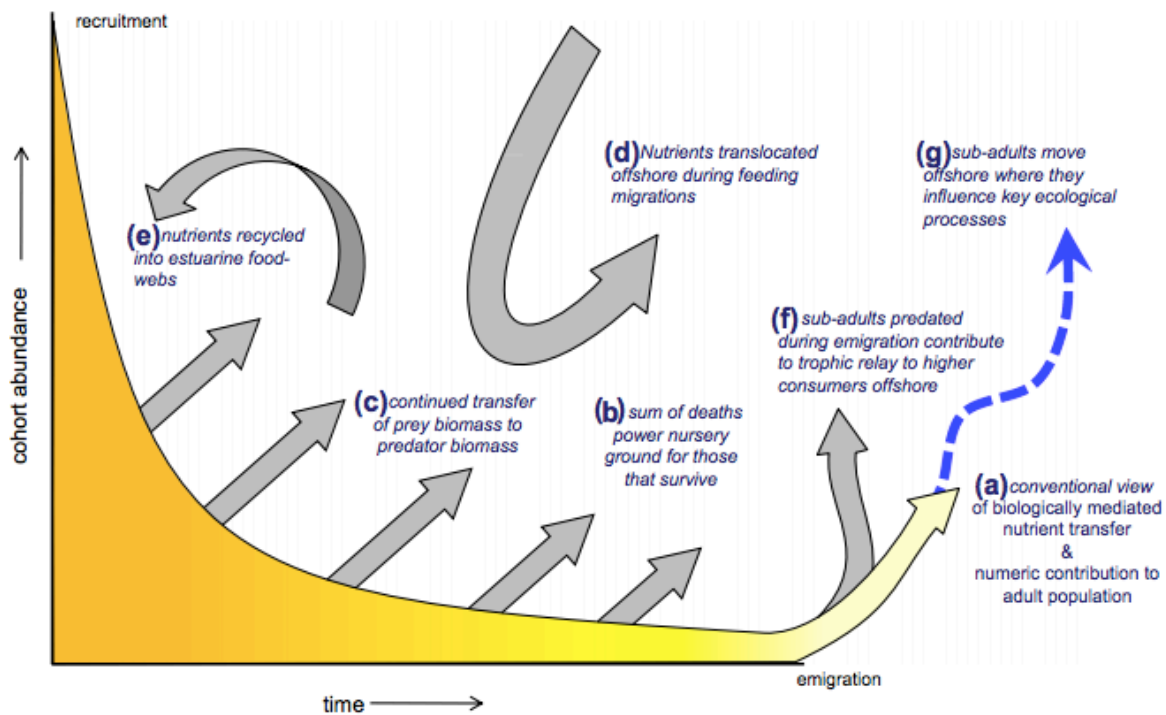 recruitment
cohort abundance
(e) nutrients recycled
into estuarine food-
webs
(d) Nutrients translocated
offshore during feeding
migrations
(g) sub-adults move
offshore where they
influence key ecological
processes
(c) continued transfer
of prey biomass to
predator biomass
(b) sum of deaths
power nursery
ground for those
that survive
(f) sub-adults predated
during emigration contribute
to trophic relay to higher
consumers offshore
(a) conventional view
of biologically mediated
nutrient transfer
&
numeric contribution to
adult population
emigration
time